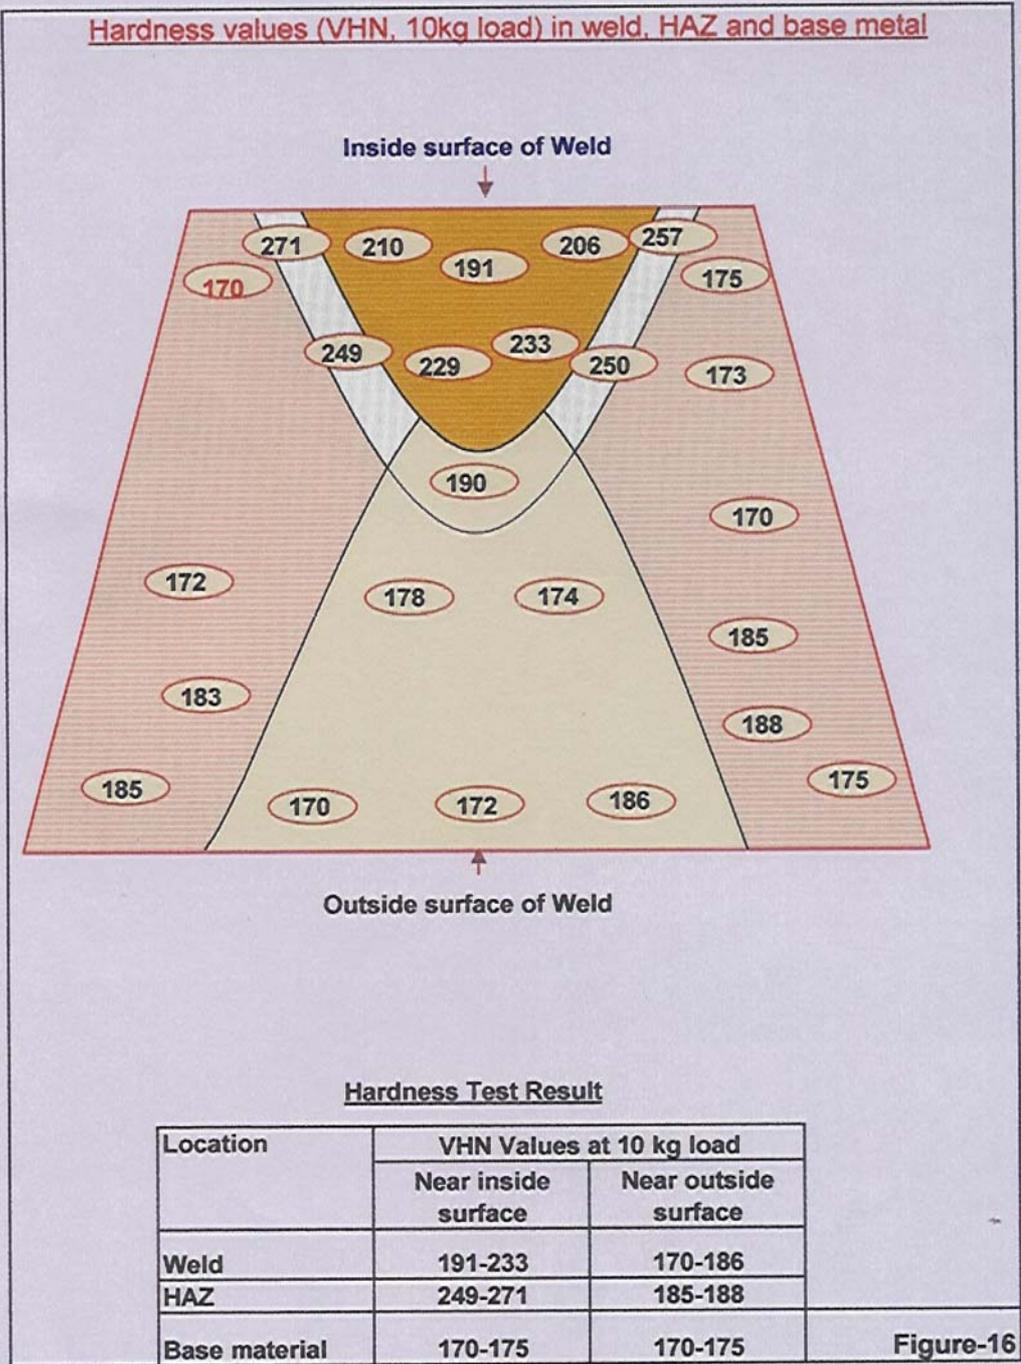 Hardness values (VHN, 10kg load) in weld, HAZ and base metal
Inside surface of Weld
271 210 191 206 257
170 175
249 229 233 250 173
190
170
172 178 174
185
183
188
185 170 172 186 175
Outside surface of Weld
Hardness Test Result
Location VHN Values at 10 kg load
Near inside Near outside
surface surface
Weld 191-233 170-186
HAZ 249-271 185-188
Base material 170-175 170-175
Figure-16